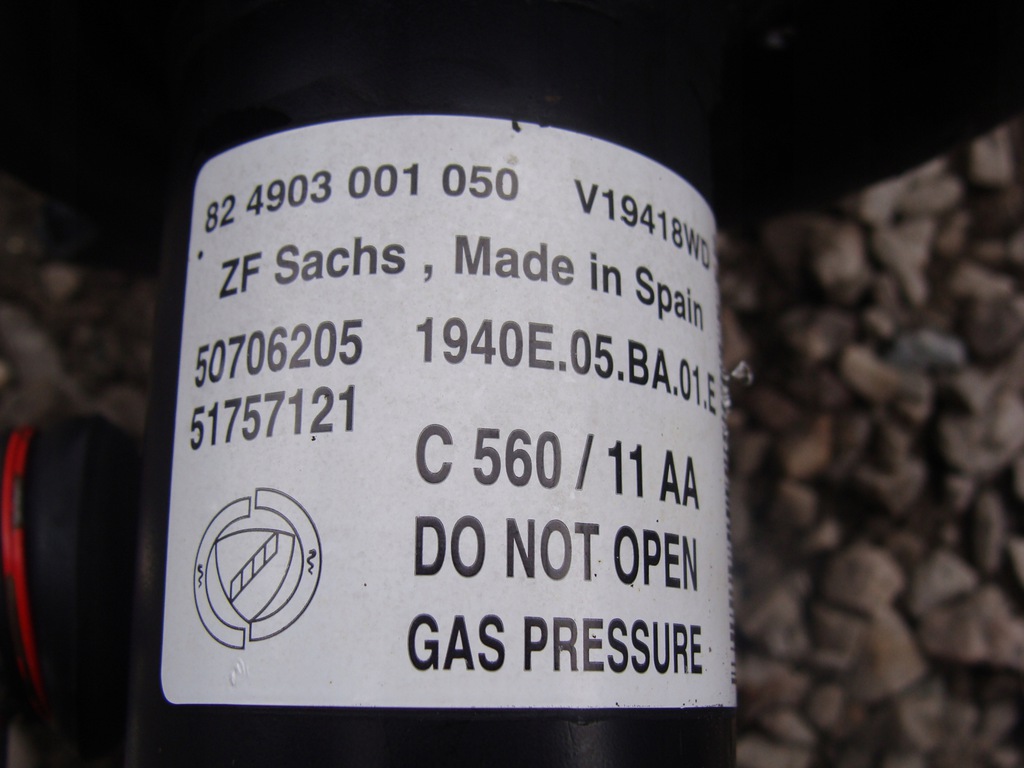 82 4903 001 050 V19418WD
ZF Sachs , Made in Spain
50706205 1940E.05.BA.01.E
51757121
C 560 / 11 AA
DO NOT OPEN
GAS PRESSURE